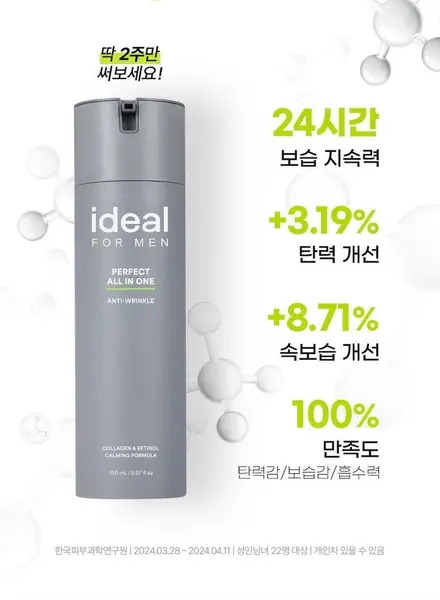 딱 2주만
써보세요!
24시간
보습 지속력
+3.19%
탄력 개선
+8.71%
속보습 개선
100%
만족도
탄력감/보습감/흡수력
ideal
FOR MEN
PERFECT
ALL IN ONE
ANTI-WRINKLE
COLLAGEN & RETINOL
CALMING FORMULA
150 mL / 5.07 fl.oz
한국피부과학연구원 | 2024.03.28 – 2024.04.11 | 성인남녀 22명 대상 | 개인차 있을 수 있음